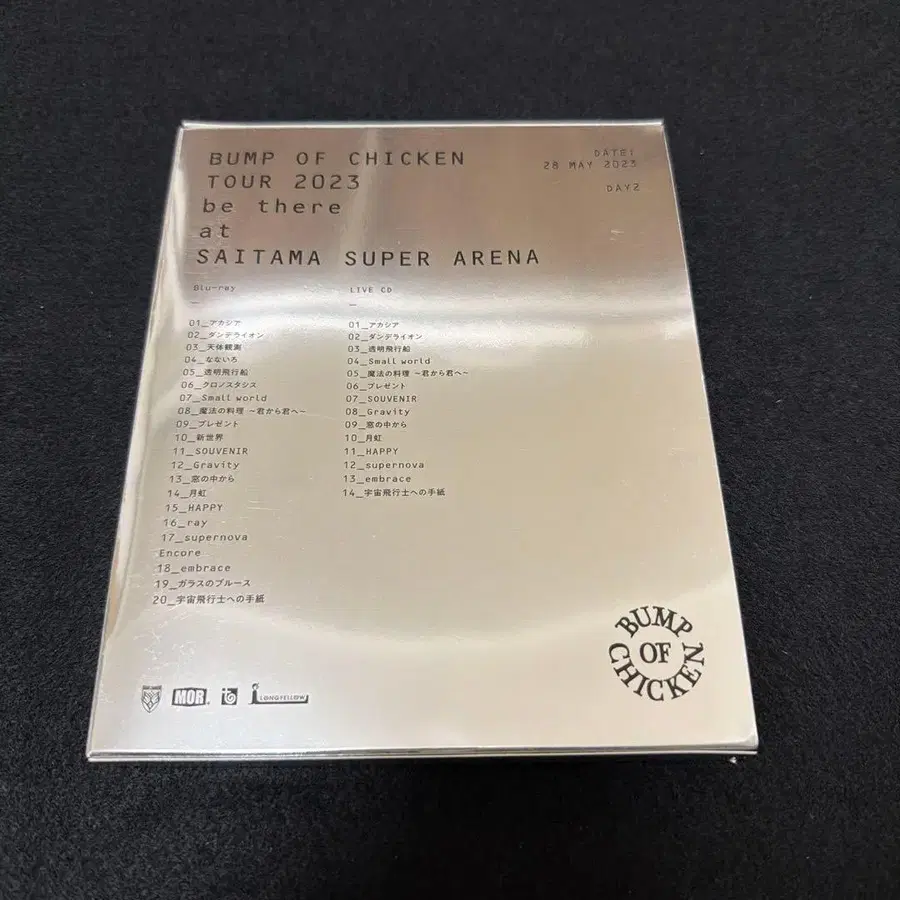 BUMP OF CHICKEN
TOUR 2023
be there
at
SAITAMA SUPER ARENA
DATE:
28 MAY 2023
DAY2
Blu-ray
—
01_アカシア
02_ダンデライオン
03_天体観測
04_なないろ
05_透明飛行船
06_クロノスタシス
07_Small world
08_魔法の料理 ~君から君へ~
09_プレゼント
10_新世界
11_SOUVENIR
12_Gravity
13_窓の中から
14_月虹
15_HAPPY
16_ray
17_supernova
Encore
18_embrace
19_ガラスのブルース
20_宇宙飛行士への手紙
LIVE CD
—
01_アカシア
02_ダンデライオン
03_透明飛行船
04_Small world
05_魔法の料理 ~君から君へ~
06_プレゼント
07_SOUVENIR
08_Gravity
09_窓の中から
10_月虹
11_HAPPY
12_supernova
13_embrace
14_宇宙飛行士への手紙
MOR
LONGFELLOW
BUMP
OF
CHICKEN